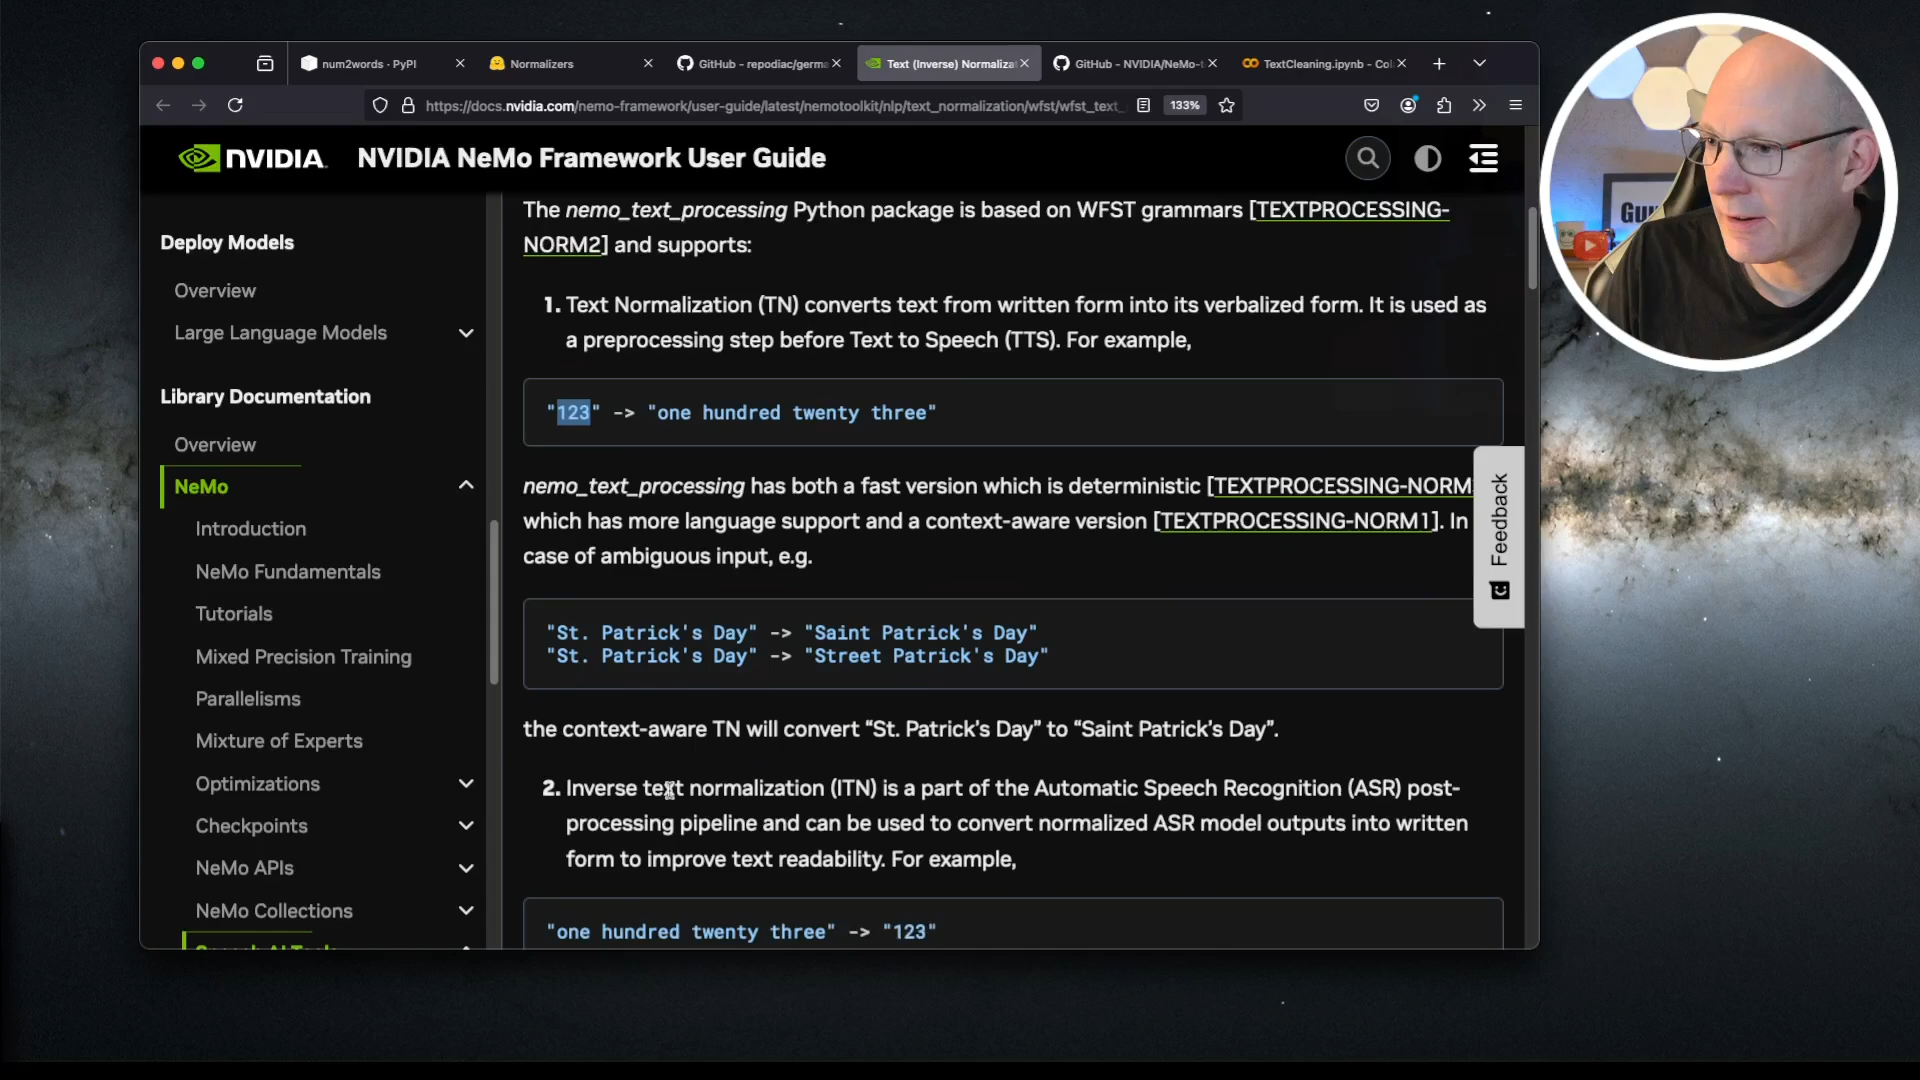 num2words · PyPI
Normalizers
GitHub - repodiac/germa
Text (Inverse) Normaliza
GitHub - NVIDIA/NeMo-t
TextCleaning.ipynb - Col
https://docs.nvidia.com/nemo-framework/user-guide/latest/nemotoolkit/nlp/text_normalization/wfst/wfst_text_
133%
NVIDIA
NVIDIA NeMo Framework User Guide
Deploy Models
Overview
Large Language Models
Library Documentation
Overview
NeMo
Introduction
NeMo Fundamentals
Tutorials
Mixed Precision Training
Parallelisms
Mixture of Experts
Optimizations
Checkpoints
NeMo APIs
NeMo Collections
Speech AI Tools
The nemo_text_processing Python package is based on WFST grammars [TEXTPROCESSING-
NORM2] and supports:
1. Text Normalization (TN) converts text from written form into its verbalized form. It is used as
a preprocessing step before Text to Speech (TTS). For example,
"123" -> "one hundred twenty three"
nemo_text_processing has both a fast version which is deterministic [TEXTPROCESSING-NORM
which has more language support and a context-aware version [TEXTPROCESSING-NORM1]. In
case of ambiguous input, e.g.
"St. Patrick's Day" -> "Saint Patrick's Day"
"St. Patrick's Day" -> "Street Patrick's Day"
the context-aware TN will convert “St. Patrick’s Day” to “Saint Patrick’s Day”.
2. Inverse text normalization (ITN) is a part of the Automatic Speech Recognition (ASR) post-
processing pipeline and can be used to convert normalized ASR model outputs into written
form to improve text readability. For example,
"one hundred twenty three" -> "123"
Feedback